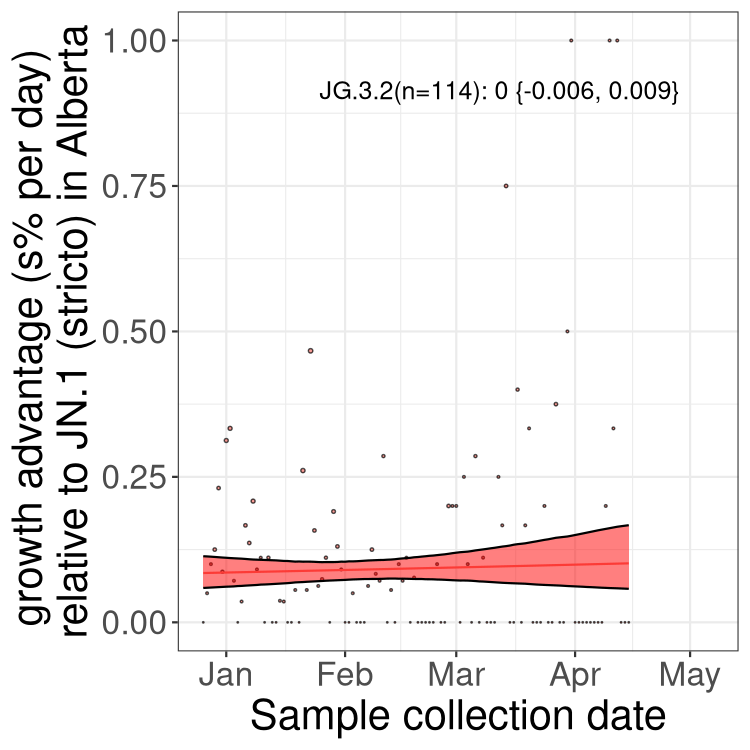 growth advantage (s% per day)
relative to JN.1 (stricto) in Alberta
1.00
0.75
0.50
0.25
0.00
JG.3.2(n=114): 0 {-0.006, 0.009}
Jan Feb Mar Apr May
Sample collection date